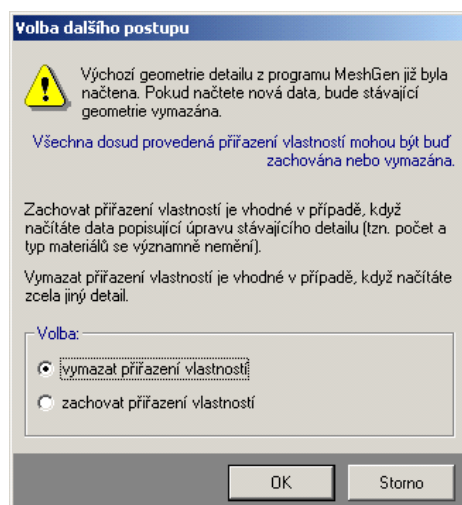 Volba dalšího postupu
Výchozí geometrie detailu z programu MeshGen již byla
načtena. Pokud načtete nová data, bude stávající
geometrie vymazána.
Všechna dosud provedená přiřazení vlastností mohou být buď
zachována nebo vymazána.
Zachovat přiřazení vlastností je vhodné v případě, když
načítáte data popisující úpravu stávajícího detailu (tzn. počet a
typ materiálů se významně nemění).
Vymazat přiřazení vlastností je vhodné v případě, když načítáte
zcela jiný detail.
Volba:
vymazat přiřazení vlastností
zachovat přiřazení vlastností
OK Storno